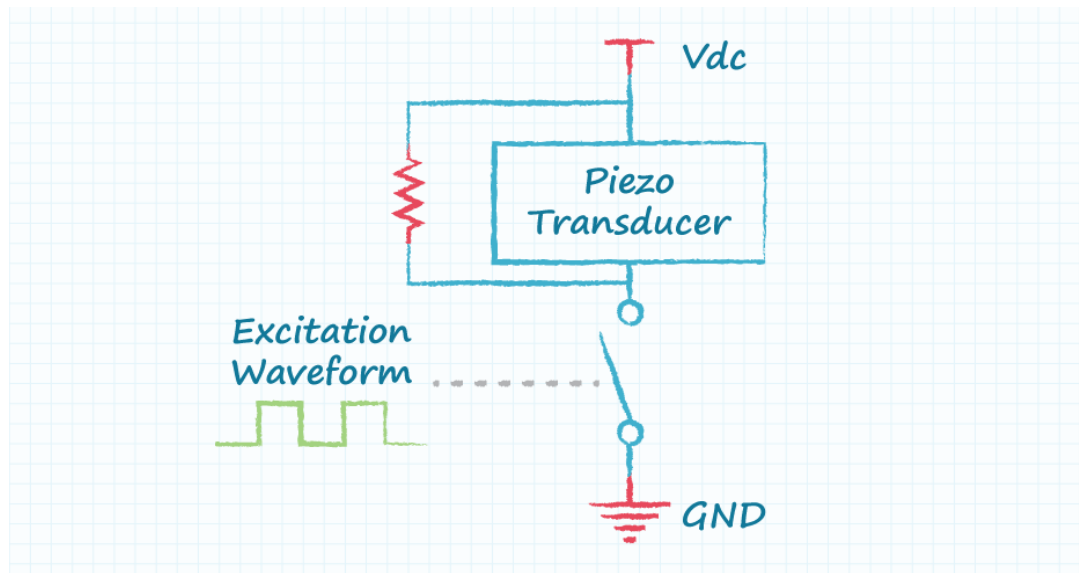 Vdc
Piezo
Transducer
Excitation
Waveform
GND